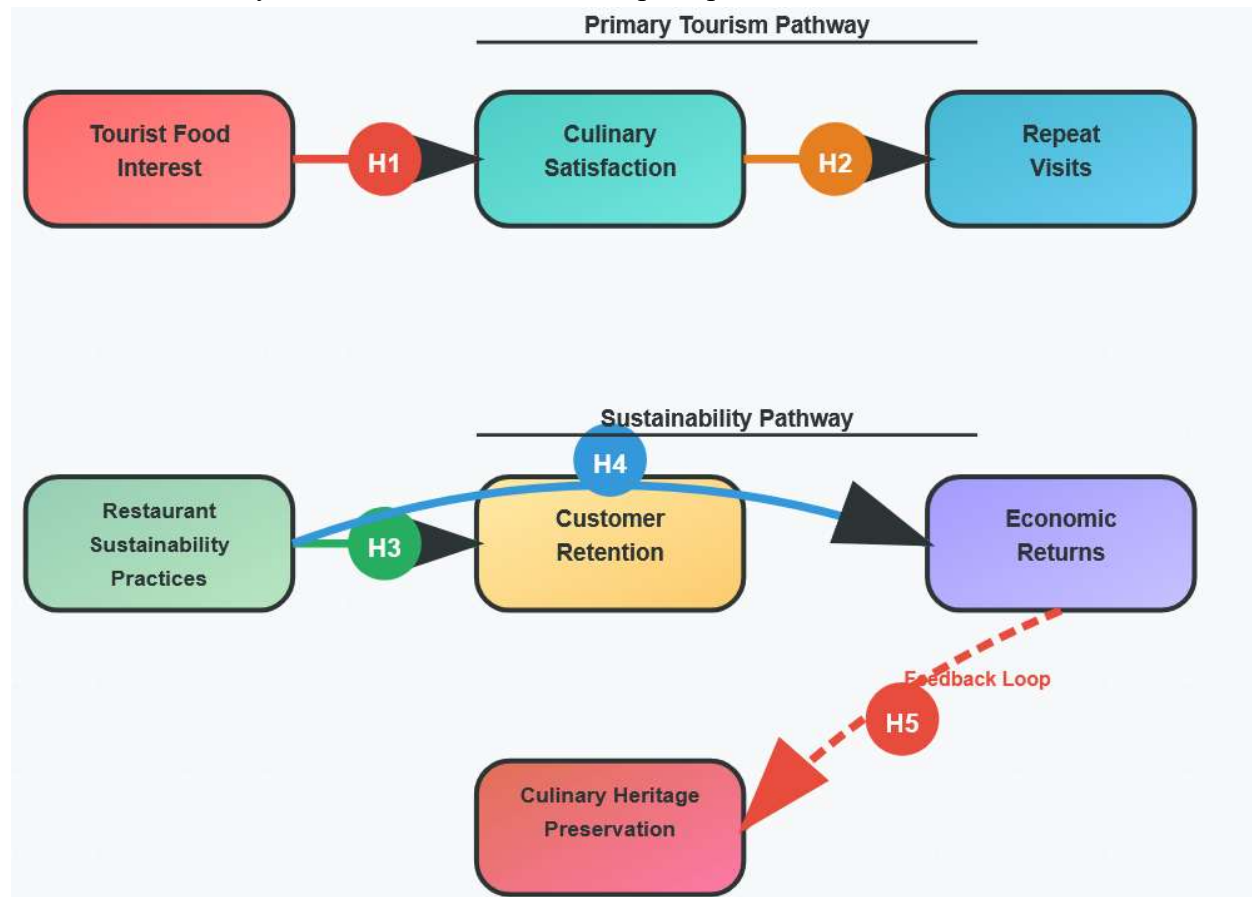 Primary Tourism Pathway
Tourist Food
Interest
H1
Culinary
Satisfaction
H2
Repeat
Visits
Sustainability Pathway
H4
Restaurant
Sustainability
Practices
H3
Customer
Retention
Economic
Returns
Feedback Loop
H5
Culinary Heritage
Preservation